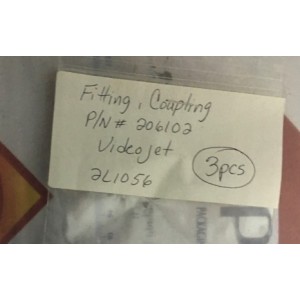 Fitting, Coupling
P/N # 206102
Videojet
2L1056
3pcs
P